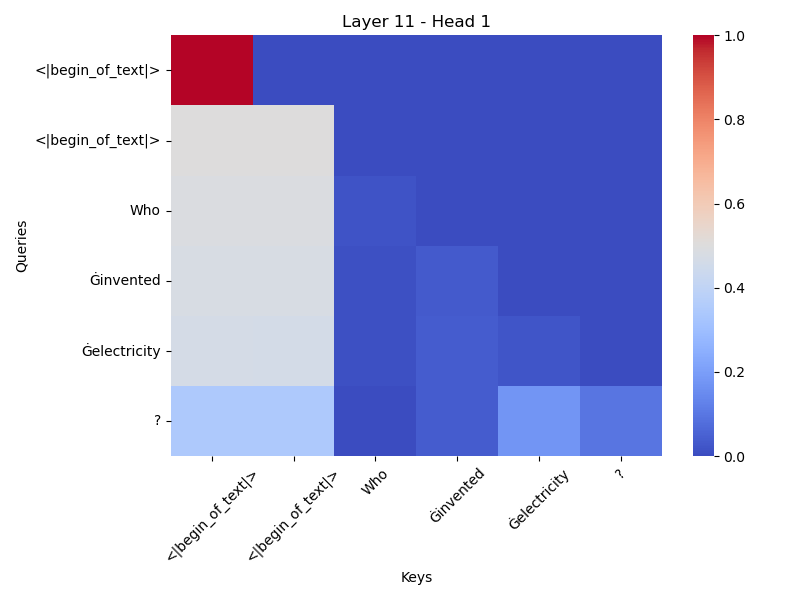 Layer 11 - Head 1
<|begin_of_text|>
<|begin_of_text|>
Who
Ġinvented
Ġelectricity
?
Queries
<|begin_of_text|>
<|begin_of_text|>
Who
Ġinvented
Ġelectricity
?
Keys
1.0
0.8
0.6
0.4
0.2
0.0